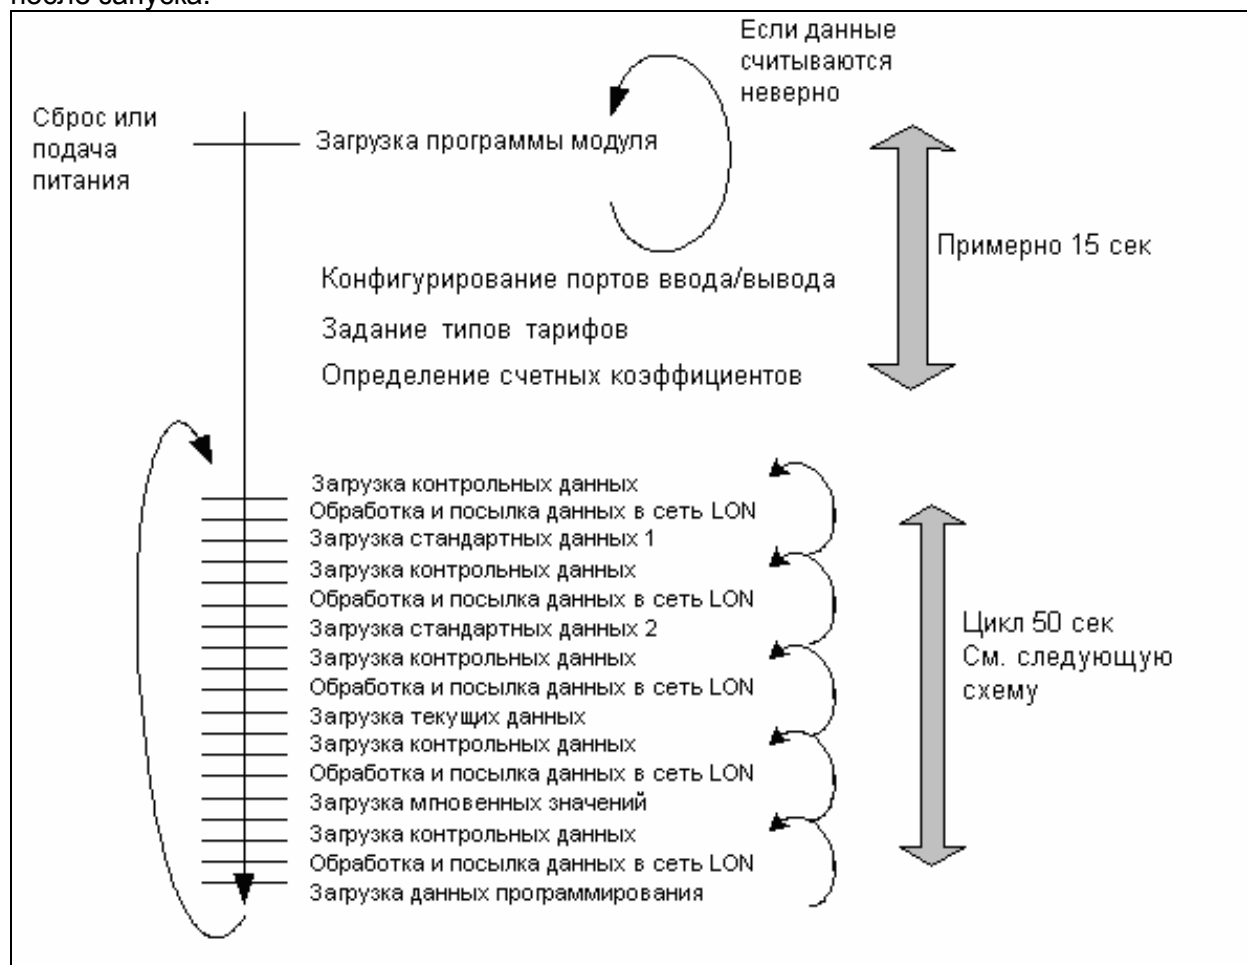 после запуска.
Если данные
считываются
неверно
Сброс или
подача
питания
Загрузка программы модуля
Примерно 15 сек
Конфигурирование портов ввода/вывода
Задание типов тарифов
Определение счетных коэффициентов
Загрузка контрольных данных
Обработка и посылка данных в сеть LON
Загрузка стандартных данных 1
Загрузка контрольных данных
Обработка и посылка данных в сеть LON
Загрузка стандартных данных 2
Загрузка контрольных данных
Обработка и посылка данных в сеть LON
Загрузка текущих данных
Загрузка контрольных данных
Обработка и посылка данных в сеть LON
Загрузка мгновенных значений
Загрузка контрольных данных
Обработка и посылка данных в сеть LON
Загрузка данных программирования
Цикл 50 сек
См. следующую
схему